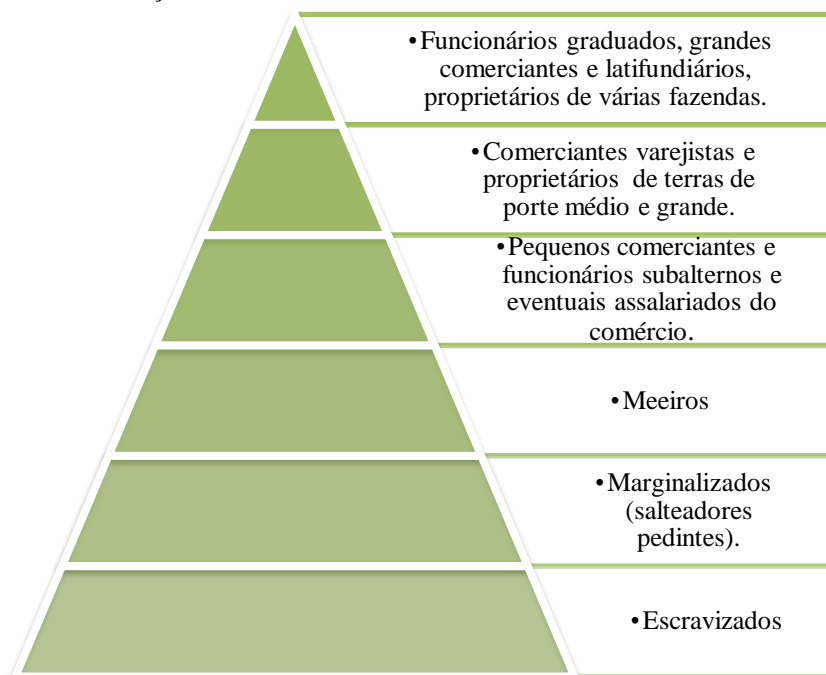 •Funcionários graduados, grandes
comerciantes e latifundiários,
proprietários de várias fazendas.
•Comerciantes varejistas e
proprietários de terras de
porte médio e grande.
•Pequenos comerciantes e
funcionários subalternos e
eventuais assalariados do
comércio.
•Meeiros
•Marginalizados
(salteadores
pedintes).
•Escravizados